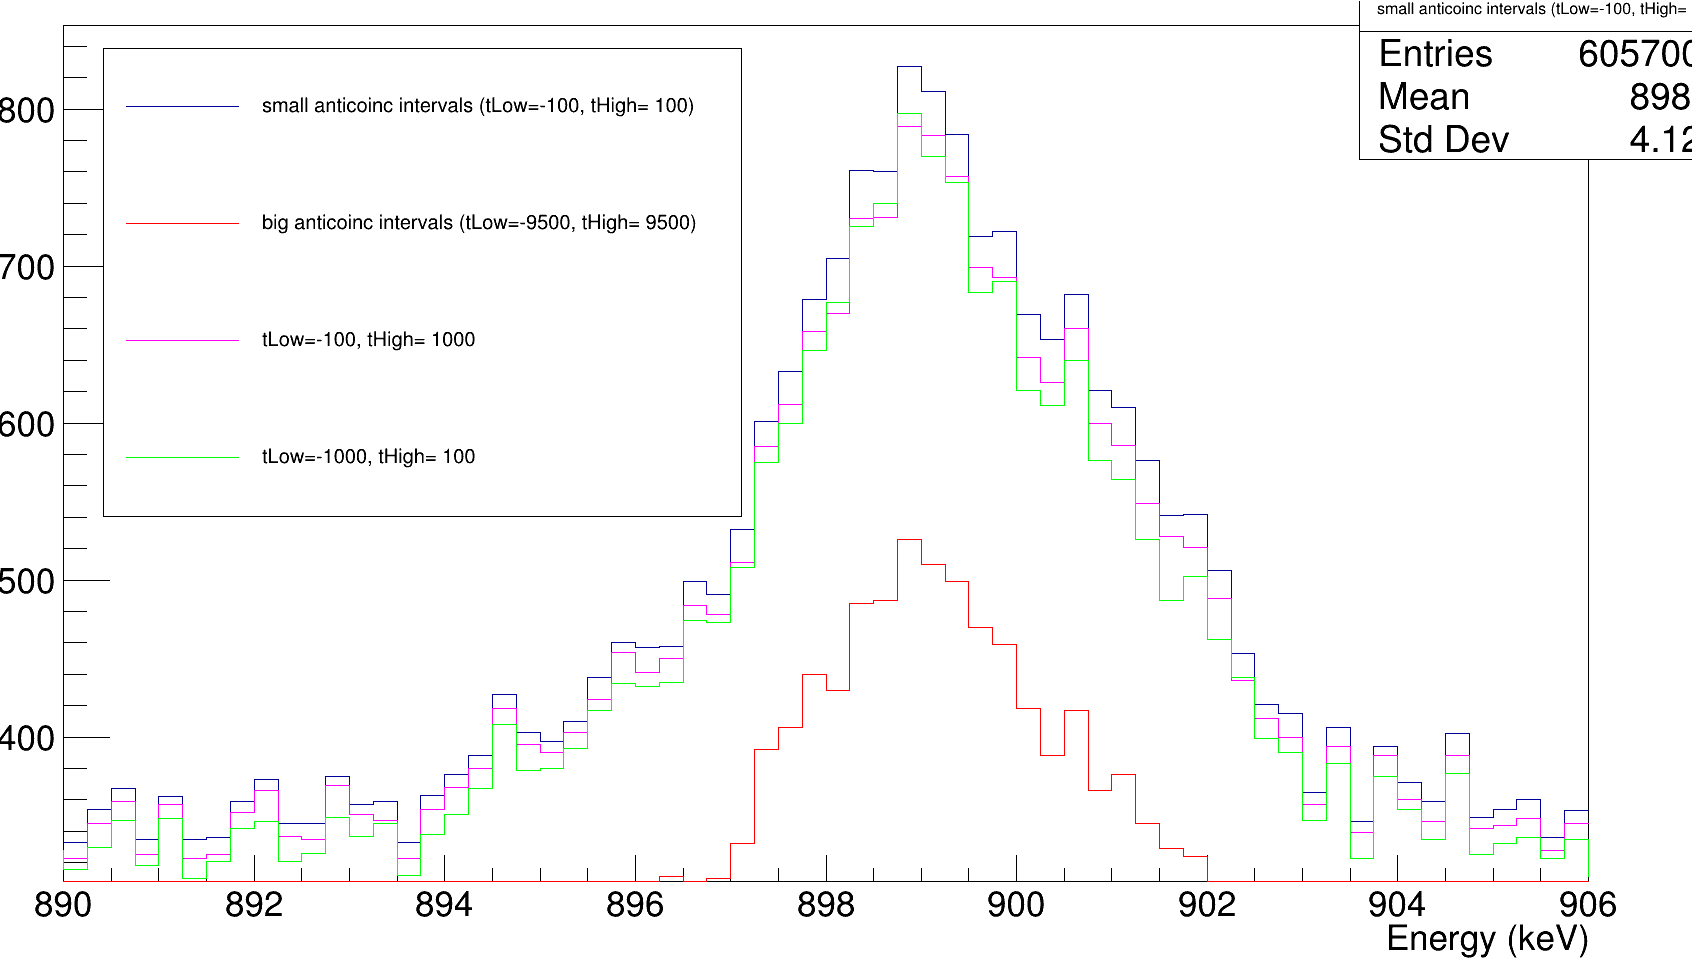 small anticoinc intervals (tLow=-100, tHigh=
Entries 605700
Mean 898
Std Dev 4.12
small anticoinc intervals (tLow=-100, tHigh= 100)
big anticoinc intervals (tLow=-9500, tHigh= 9500)
tLow=-100, tHigh= 1000
tLow=-1000, tHigh= 100
800
700
600
500
400
890 892 894 896 898 900 902 904 906
Energy (keV)